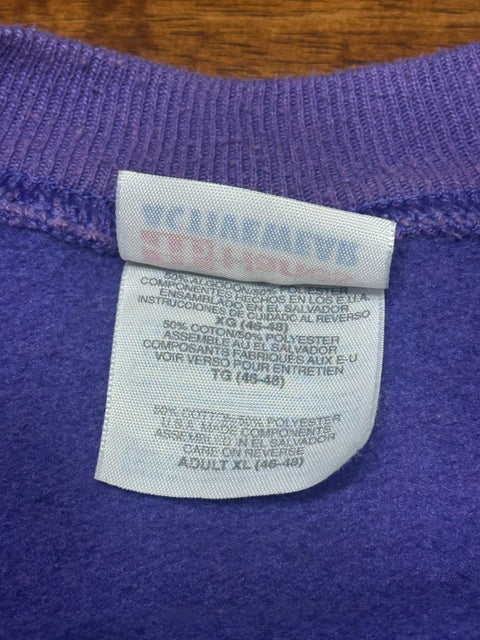 ACTIVEWEAR
50% ALGODON/50% POLYESTER
COMPONENTES HECHOS EN LOS E.U.A.
ENSAMBLADO EN EL SALVADOR
INSTRUCCIONES DE CUIDADO AL REVERSO
XG (46-48)
50% COTON/50% POLYESTER
ASSEMBLE AU EL SALVADOR
COMPOSANTS FABRIQUES AUX E-U
VOIR VERSO POUR ENTRETIEN
TG (46-48)
50% COTTON/50% POLYESTER
U.S.A. MADE COMPONENTS
ASSEMBLED IN EL SALVADOR
CARE ON REVERSE
ADULT XL (46-48)